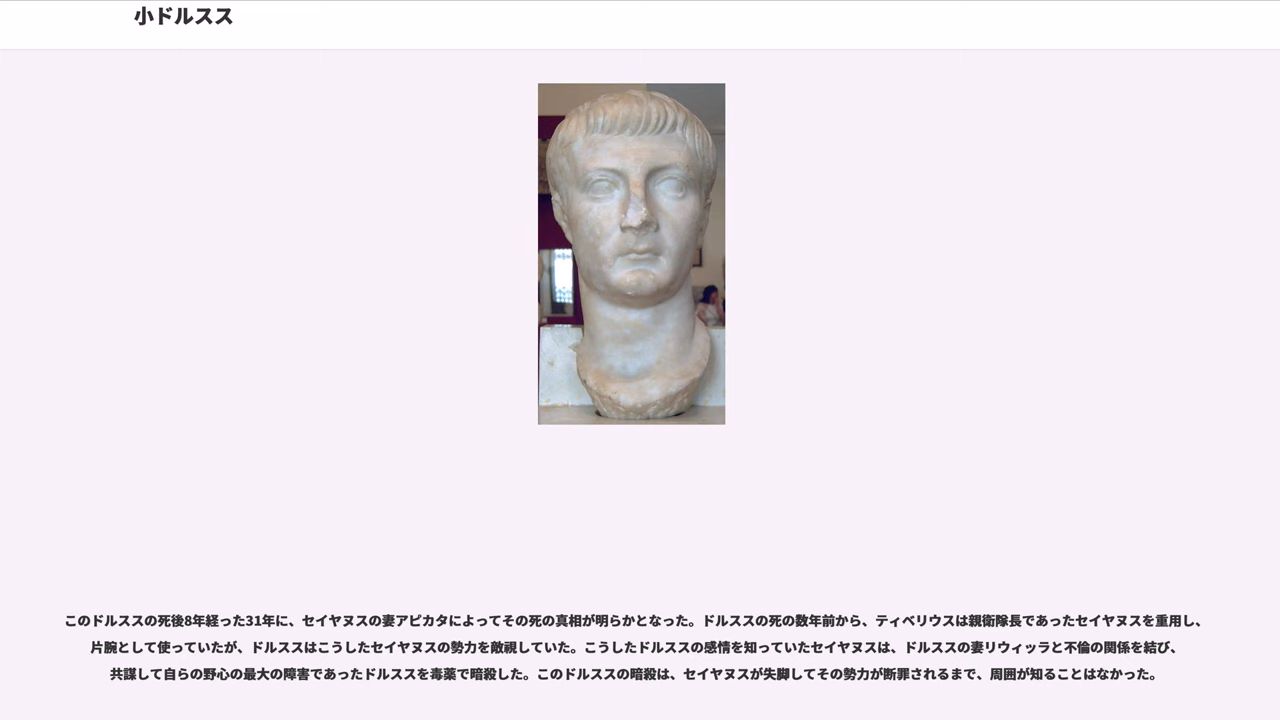 小ドルスス
このドルススの死後8年経った31年に、セイヤヌスの妻アピカタによってその死の真相が明らかとなった。ドルススの死の数年前から、ティベリウスは親衛隊長であったセイヤヌスを重用し、
片腕として使っていたが、ドルススはこうしたセイヤヌスの勢力を敵視していた。こうしたドルススの感情を知っていたセイヤヌスは、ドルススの妻リウィッラと不倫の関係を結び、
共謀して自らの野心の最大の障害であったドルススを毒薬で暗殺した。このドルススの暗殺は、セイヤヌスが失脚してその勢力が断罪されるまで、周囲が知ることはなかった。